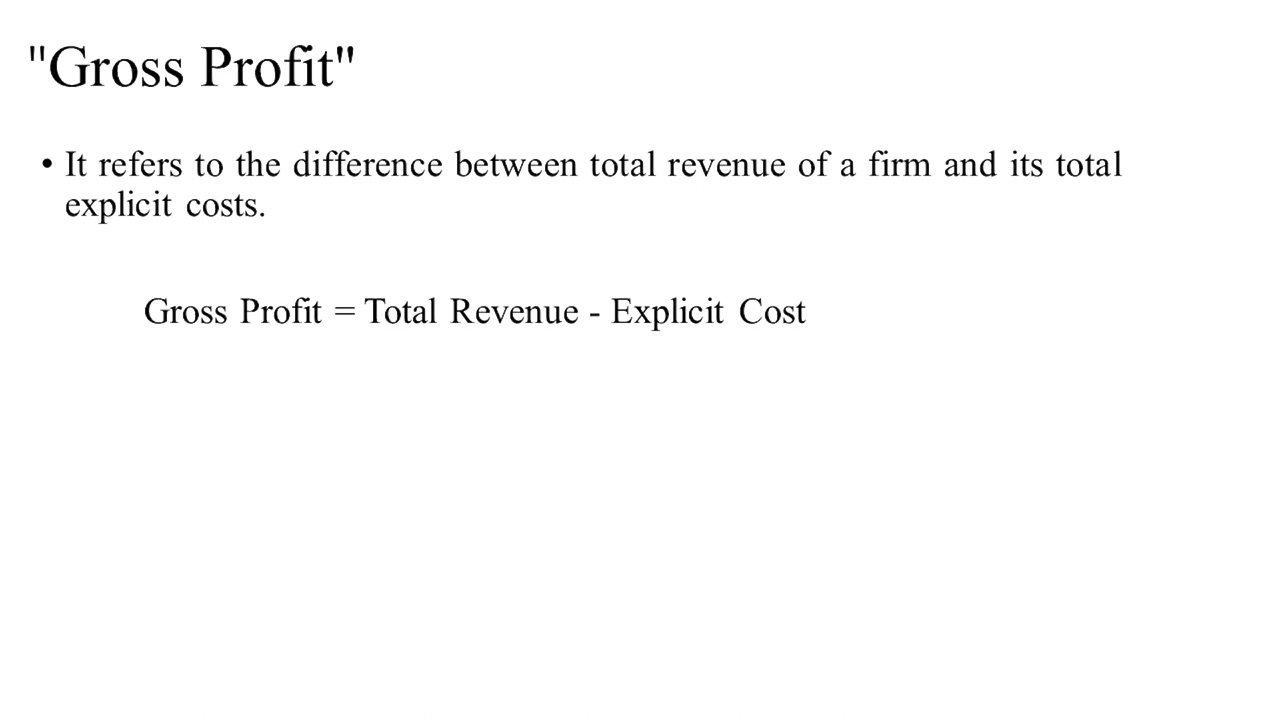 "Gross Profit"
• It refers to the difference between total revenue of a firm and its total
explicit costs.
Gross Profit = Total Revenue - Explicit Cost